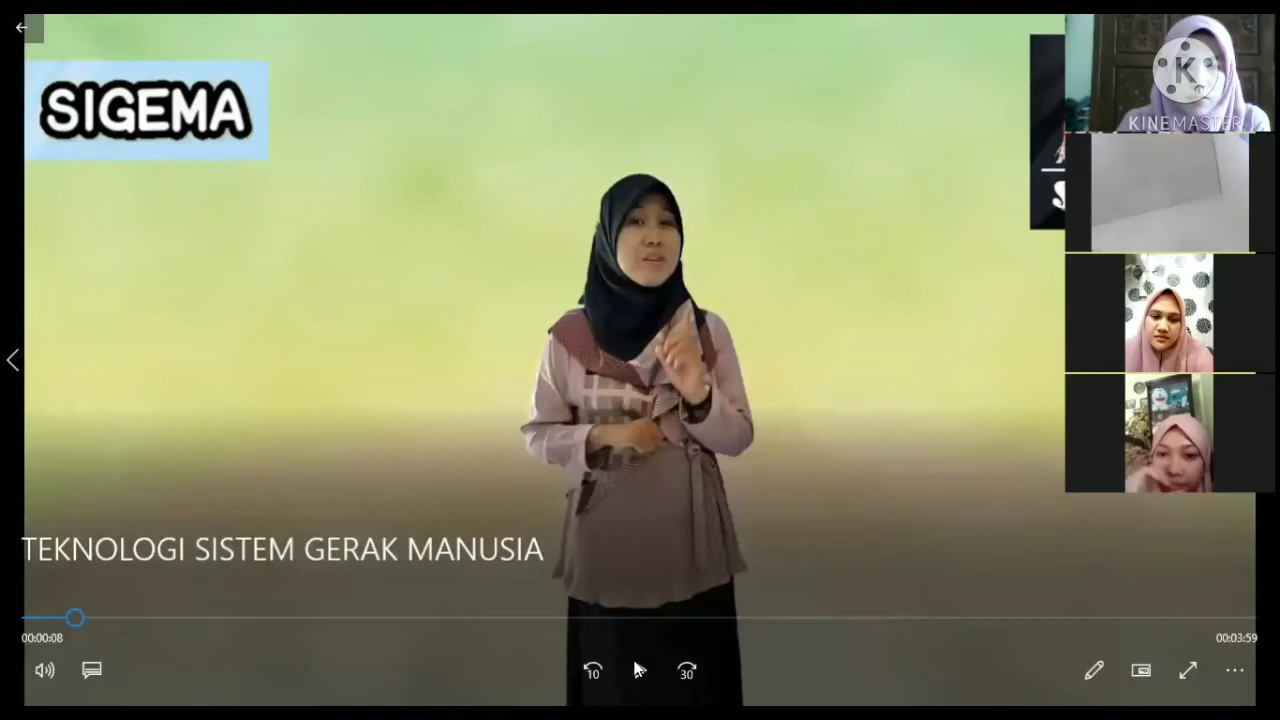 SIGEMA
K
KINEMASTER
S
TEKNOLOGI SISTEM GERAK MANUSIA
00:00:08
00:03:59
10
30